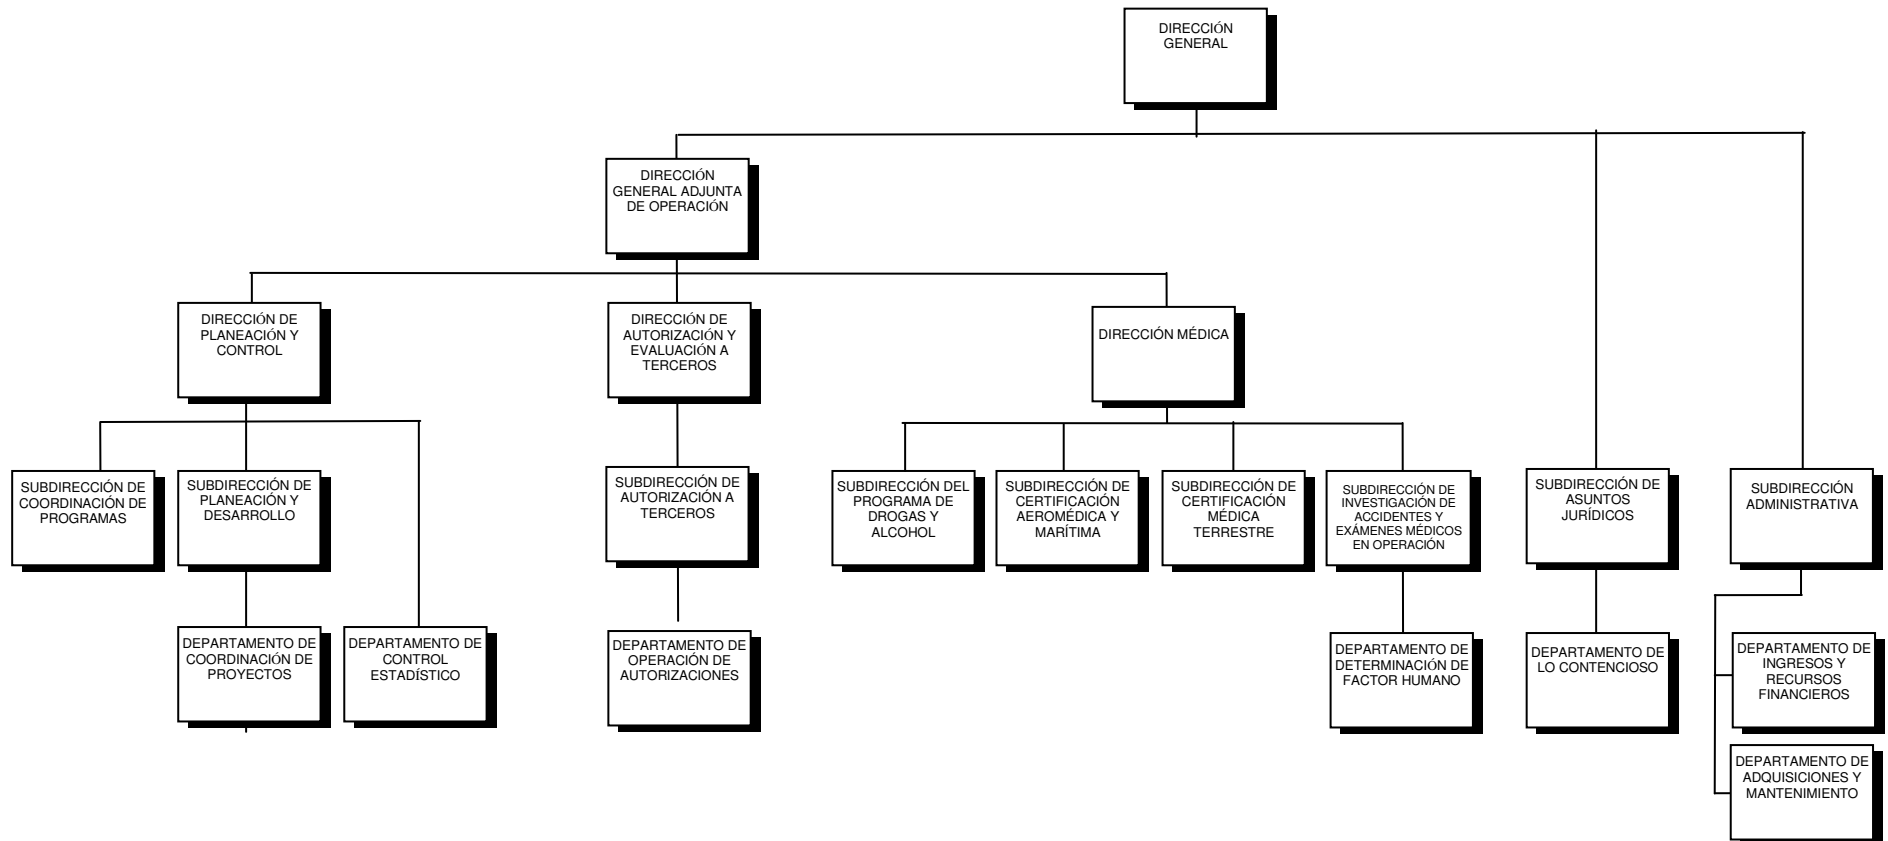 DIRECCIÓN
GENERAL
DIRECCIÓN
GENERAL ADJUNTA
DE OPERACIÓN
DIRECCIÓN DE
PLANEACIÓN Y
CONTROL
DIRECCIÓN DE
AUTORIZACIÓN Y
EVALUACIÓN A
TERCEROS
DIRECCIÓN MÉDICA
SUBDIRECCIÓN DE
COORDINACIÓN DE
PROGRAMAS
SUBDIRECCIÓN DE
PLANEACIÓN Y
DESARROLLO
SUBDIRECCIÓN DE
AUTORIZACIÓN A
TERCEROS
SUBDIRECCIÓN DEL
PROGRAMA DE
DROGAS Y
ALCOHOL
SUBDIRECCIÓN DE
CERTIFICACIÓN
AEROMÉDICA Y
MARÍTIMA
SUBDIRECCIÓN DE
CERTIFICACIÓN
MÉDICA
TERRESTRE
SUBDIRECCIÓN DE
INVESTIGACIÓN DE
ACCIDENTES Y
EXÁMENES MÉDICOS
EN OPERACIÓN
SUBDIRECCIÓN DE
ASUNTOS
JURÍDICOS
SUBDIRECCIÓN
ADMINISTRATIVA
DEPARTAMENTO DE
COORDINACIÓN DE
PROYECTOS
DEPARTAMENTO DE
CONTROL
ESTADÍSTICO
DEPARTAMENTO DE
OPERACIÓN DE
AUTORIZACIONES
DEPARTAMENTO DE
DETERMINACIÓN DE
FACTOR HUMANO
DEPARTAMENTO DE
LO CONTENCIOSO
DEPARTAMENTO DE
INGRESOS Y
RECURSOS
FINANCIEROS
DEPARTAMENTO DE
ADQUISICIONES Y
MANTENIMIENTO